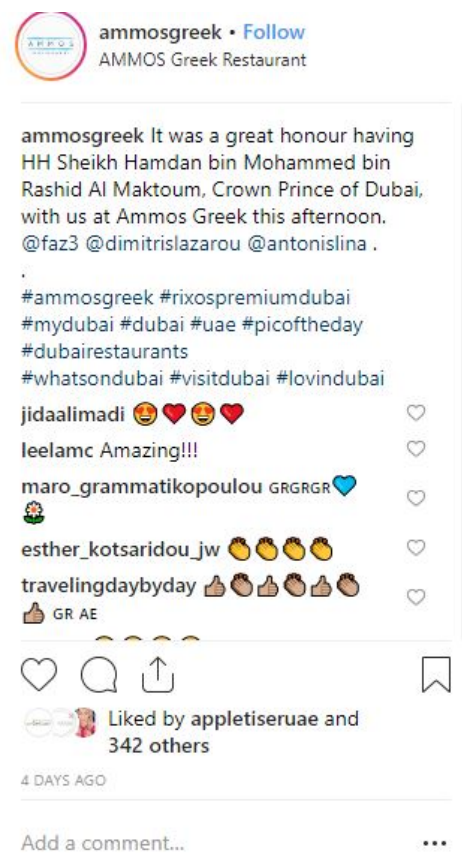 AMMOS
ammosgreek • Follow
AMMOS Greek Restaurant
ammosgreek It was a great honour having
HH Sheikh Hamdan bin Mohammed bin
Rashid Al Maktoum, Crown Prince of Dubai,
with us at Ammos Greek this afternoon.
@faz3 @dimitrislazarou @antonislina .
.
#ammosgreek #rixospremiumdubai
#mydubai #dubai #uae #picoftheday
#dubairestaurants
#whatsondubai #visitdubai #lovindubai
jidaalimadi 😍❤️😍❤️
leelamc Amazing!!!
maro_grammatikopoulou GRGRGR💙
🌼
esther_kotsaridou_jw 👏👏👏👏
travelingdaybyday 👍🏽👏🏽👍🏽👏🏽👍🏽👏🏽
👍🏽 GR AE
Liked by appletiseruae and
342 others
4 DAYS AGO
Add a comment...